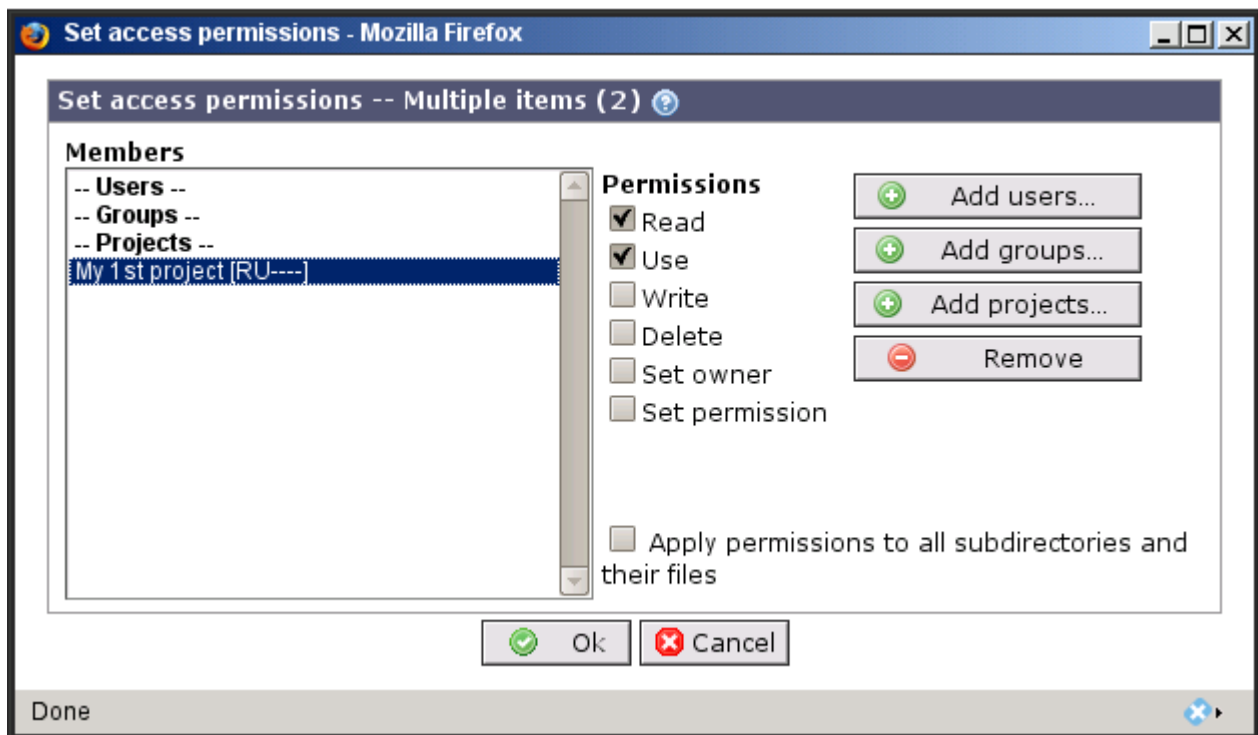 Set access permissions - Mozilla Firefox
Set access permissions -- Multiple items (2)
Members
-- Users --
-- Groups --
-- Projects --
My 1st project [RU----]
Permissions
Read
Use
Write
Delete
Set owner
Set permission
Add users...
Add groups...
Add projects...
Remove
Apply permissions to all subdirectories and
their files
Ok
Cancel
Done